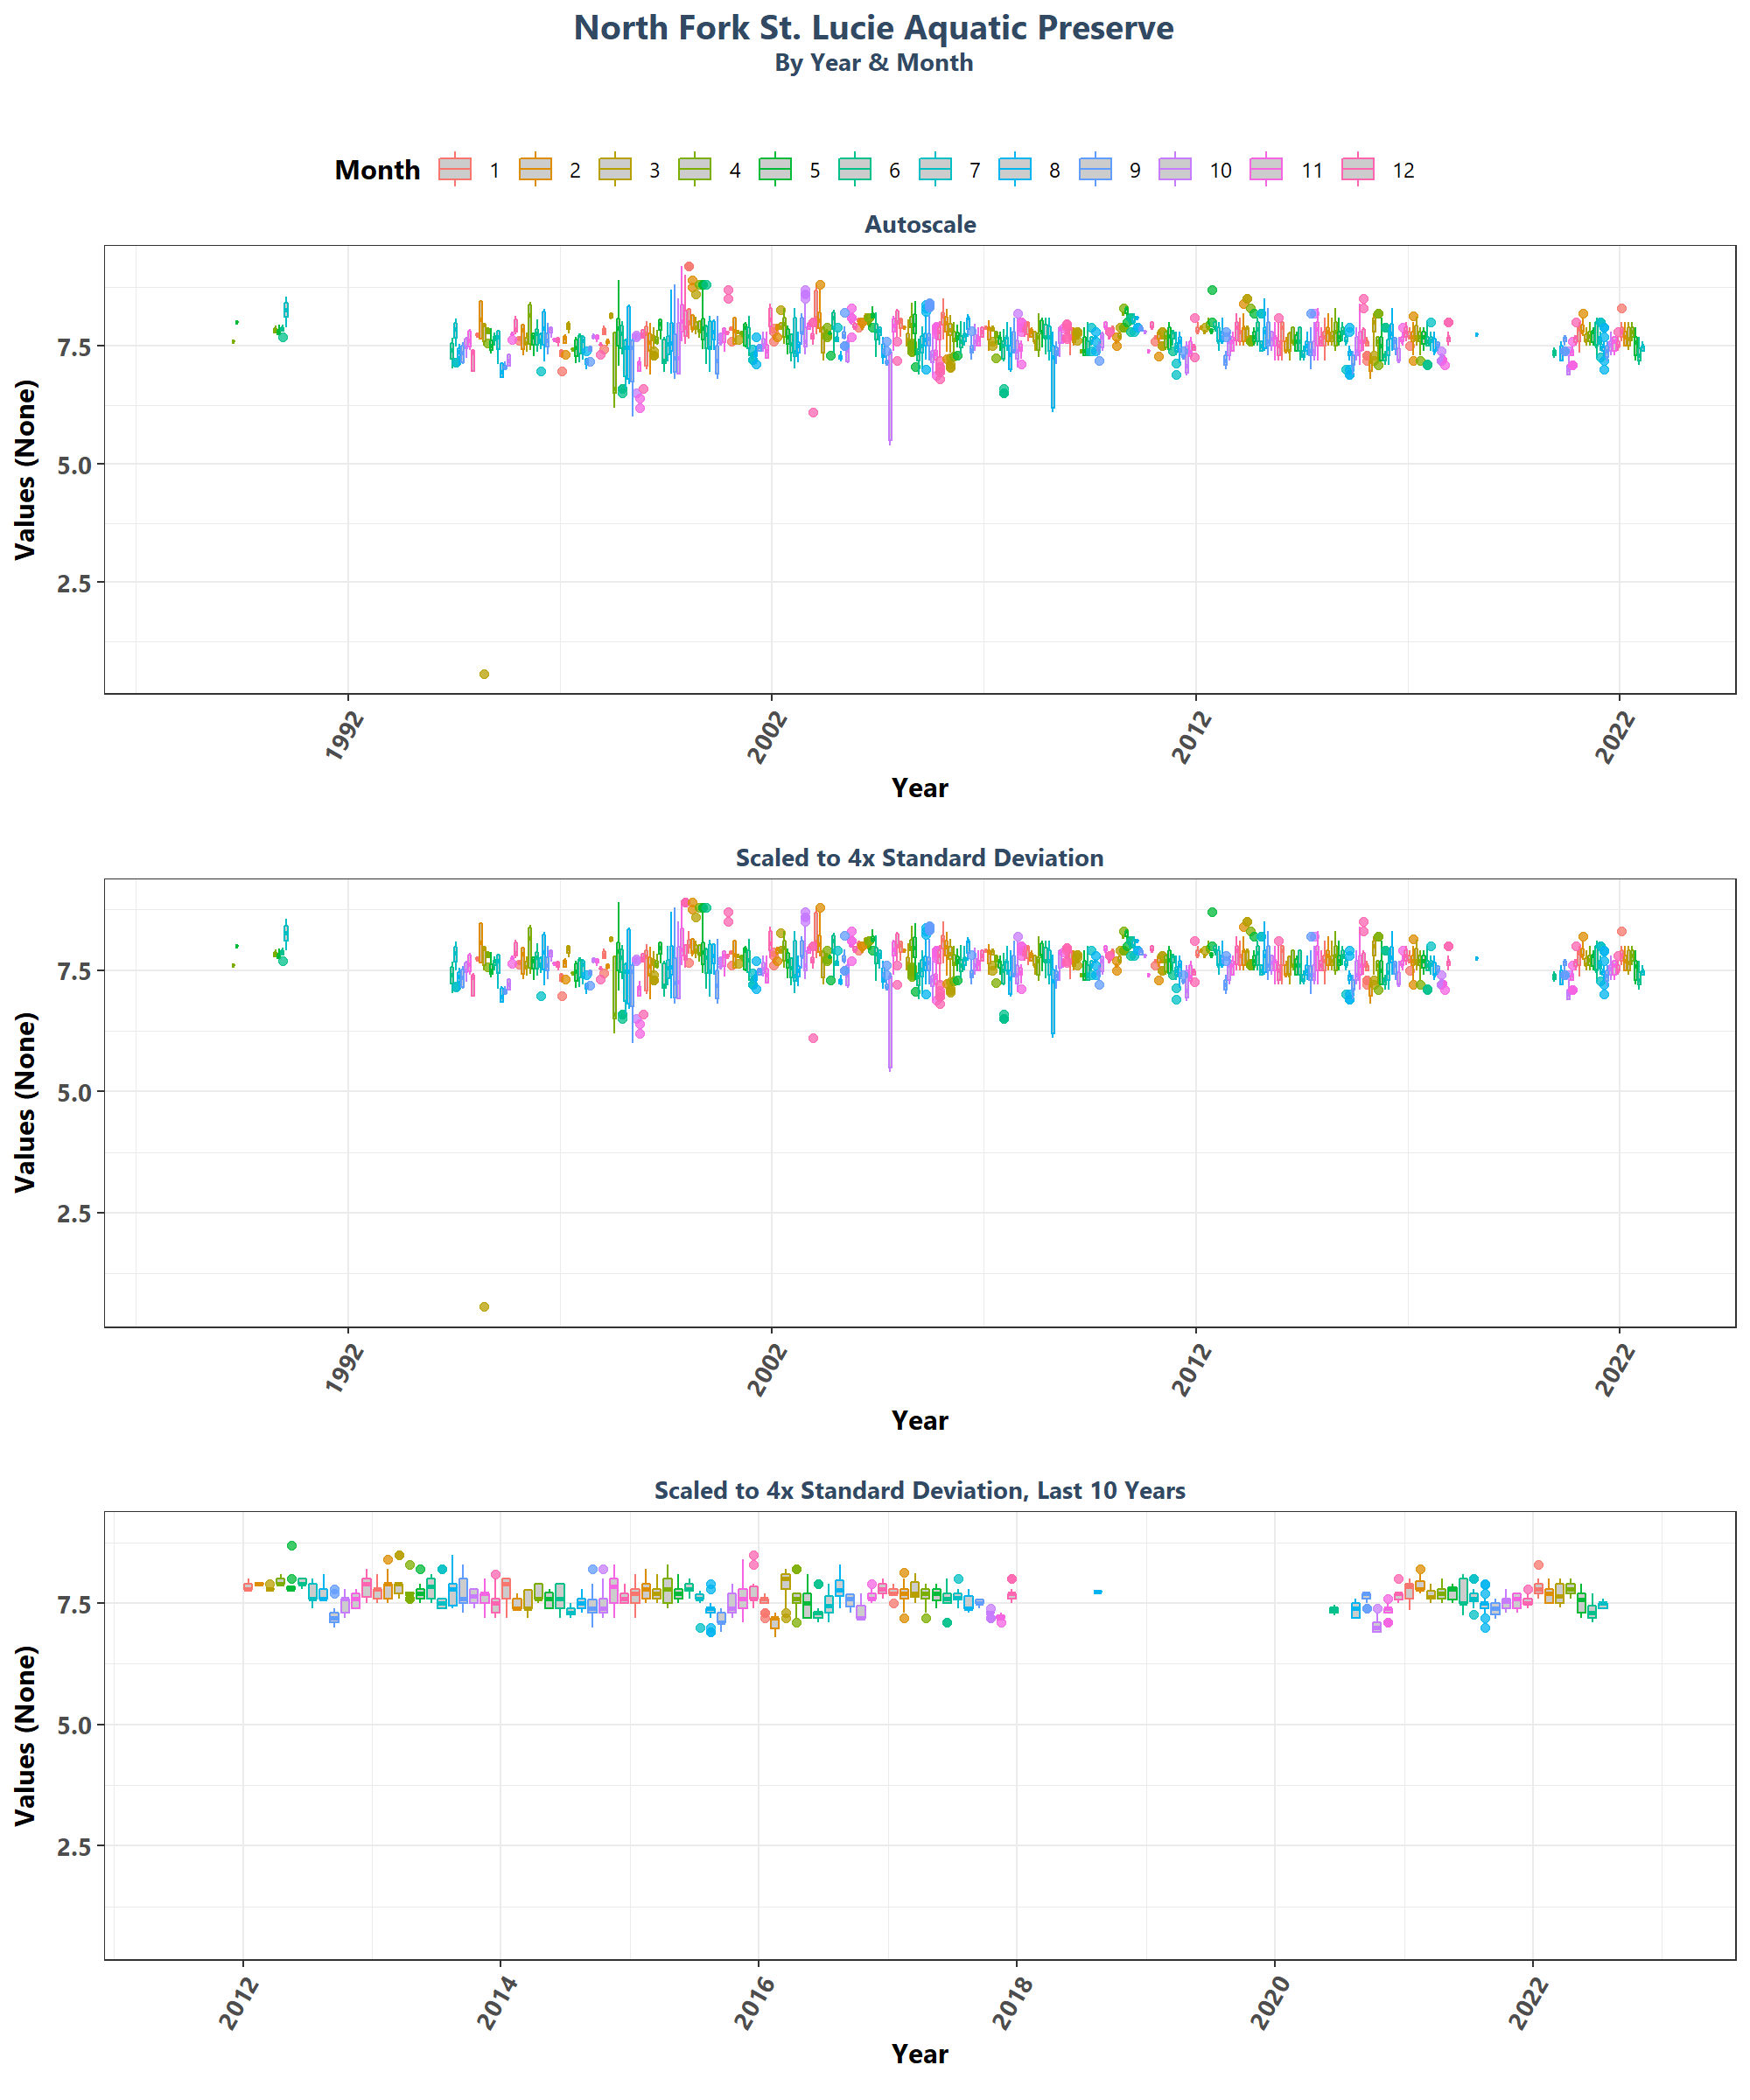 North Fork St. Lucie Aquatic Preserve
By Year & Month
Month 1 2 3 4 5 6 7 8 9 10 11 12
Autoscale
Values (None)
7.5
5.0
2.5
1992 2002 2012 2022
Year
Scaled to 4x Standard Deviation
Values (None)
7.5
5.0
2.5
1992 2002 2012 2022
Year
Scaled to 4x Standard Deviation, Last 10 Years
Values (None)
7.5
5.0
2.5
2012 2014 2016 2018 2020 2022
Year